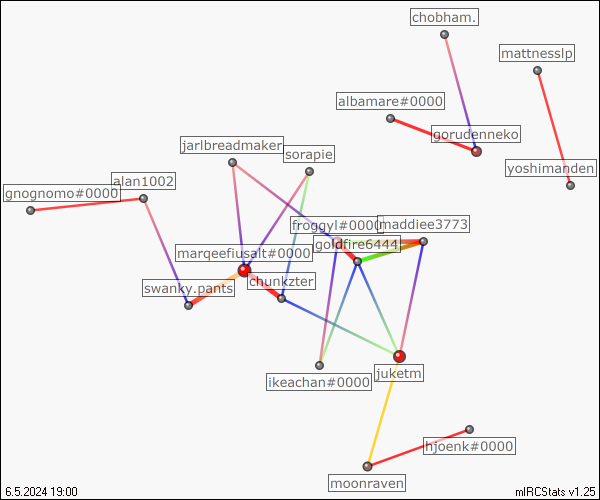 chobham.
mattnesslp
albamare#0000
gorudenneko
jarlbreadmaker
sorapie
yoshimanden
alan1002
gnognomo#0000
froggyl#0000
maddiee3773
goldfire6444
marqeefiusalt#0000
swanky.pants
chunkzter
ikeachan#0000
juketm
hjoenk#0000
moonraven
6.5.2024 19:00
mIRCStats v1.25